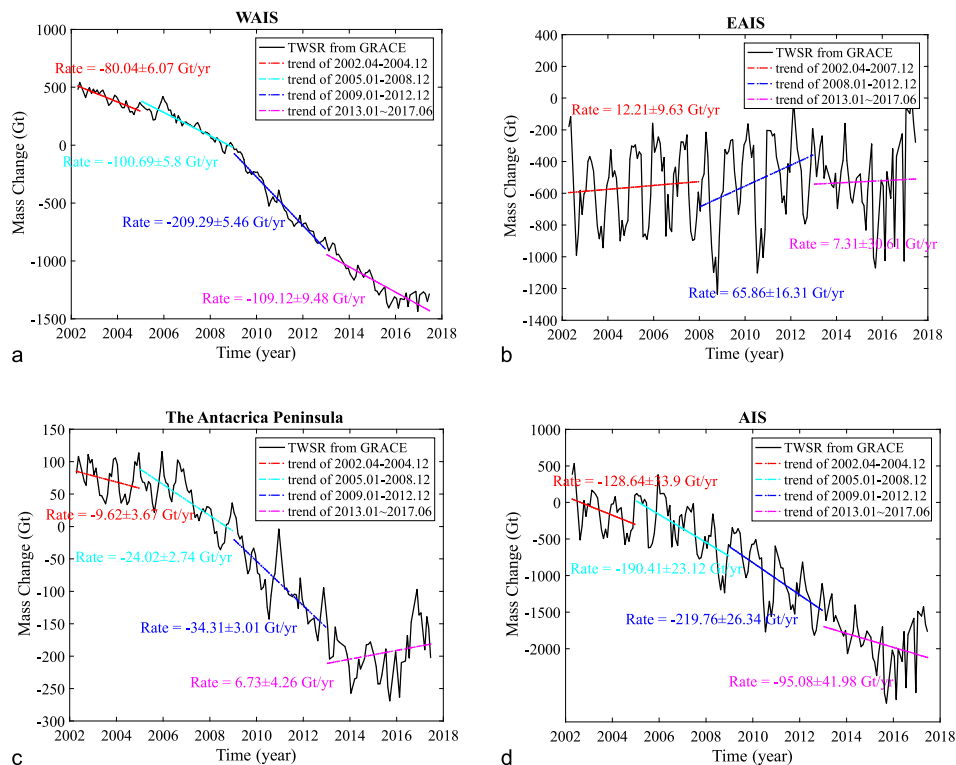 WAIS
1000
500
0
-500
-1000
-1500
Mass Change (Gt)
2002 2004 2006 2008 2010 2012 2014 2016 2018
Time (year)
TWSR from GRACE
trend of 2002.04-2004.12
trend of 2005.01-2008.12
trend of 2009.01-2012.12
trend of 2013.01~2017.06
Rate = -80.04±6.07 Gt/yr
Rate = -100.69±5.8 Gt/yr
Rate = -209.29±5.46 Gt/yr
Rate = -109.12±9.48 Gt/yr
a
EAIS
400
200
0
-200
-400
-600
-800
-1000
-1200
-1400
Mass Change (Gt)
2002 2004 2006 2008 2010 2012 2014 2016 2018
Time (year)
TWSR from GRACE
trend of 2002.04-2007.12
trend of 2008.01-2012.12
trend of 2013.01~2017.06
Rate = 12.21±9.63 Gt/yr
Rate = 7.31±30.61 Gt/yr
Rate = 65.86±16.31 Gt/yr
b
The Antacrica Peninsula
150
100
50
0
-50
-100
-150
-200
-250
-300
Mass Change (Gt)
2002 2004 2006 2008 2010 2012 2014 2016 2018
Time (year)
TWSR from GRACE
trend of 2002.04-2004.12
trend of 2005.01-2008.12
trend of 2009.01-2012.12
trend of 2013.01~2017.06
Rate = -9.62±3.67 Gt/yr
Rate = -24.02±2.74 Gt/yr
Rate = -34.31±3.01 Gt/yr
Rate = 6.73±4.26 Gt/yr
c
AIS
1000
500
0
-500
-1000
-1500
-2000
Mass Change (Gt)
2002 2004 2006 2008 2010 2012 2014 2016 2018
Time (year)
TWSR from GRACE
trend of 2002.04-2004.12
trend of 2005.01-2008.12
trend of 2009.01-2012.12
trend of 2013.01~2017.06
Rate = Gt/yr
Rate = -190.41±23.12 Gt/yr
Rate = -219.76±26.34 Gt/yr
Rate = -95.08±41.98 Gt/yr
d